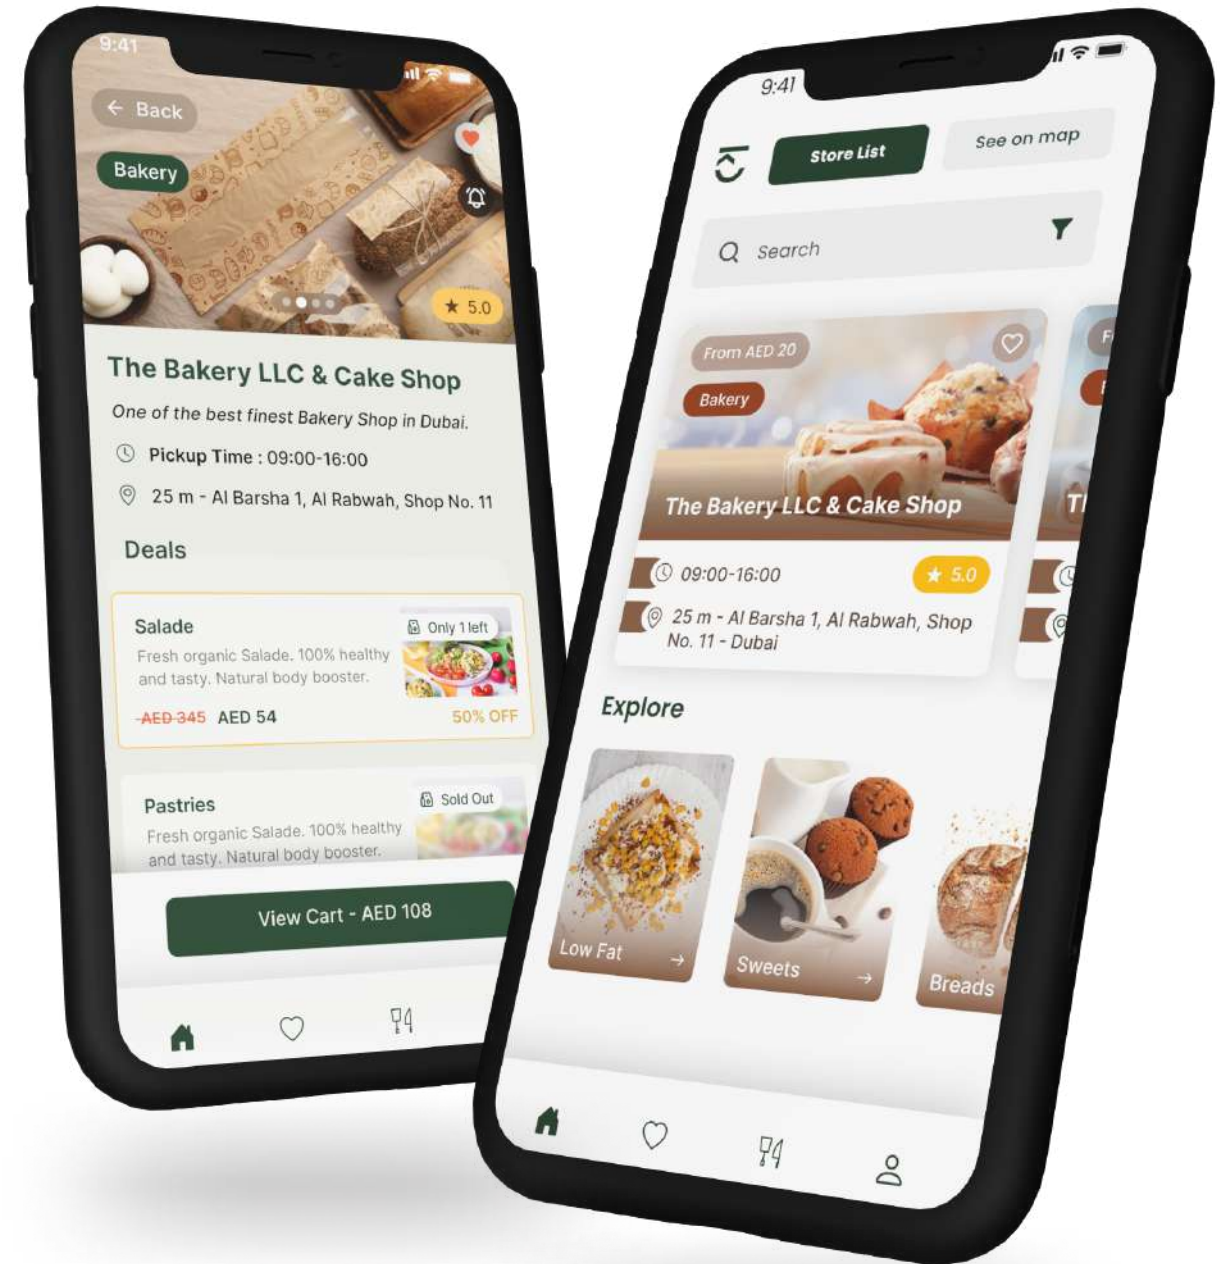 9:41
Back
Bakery
5.0
The Bakery LLC & Cake Shop
One of the best finest Bakery Shop in Dubai.
Pickup Time : 09:00-16:00
25 m - Al Barsha 1, Al Rabwah, Shop No. 11
Deals
Salade
Only 1 left
Fresh organic Salade. 100% healthy
and tasty. Natural body booster.
AED 345 AED 54
50% OFF
Pastries
Sold Out
Fresh organic Salade. 100% healthy
and tasty. Natural body booster.
View Cart - AED 108
9:41
Store List
See on map
Search
From AED 20
Bakery
The Bakery LLC & Cake Shop
09:00-16:00
5.0
25 m - Al Barsha 1, Al Rabwah, Shop
No. 11 - Dubai
Explore
Low Fat
Sweets
Breads